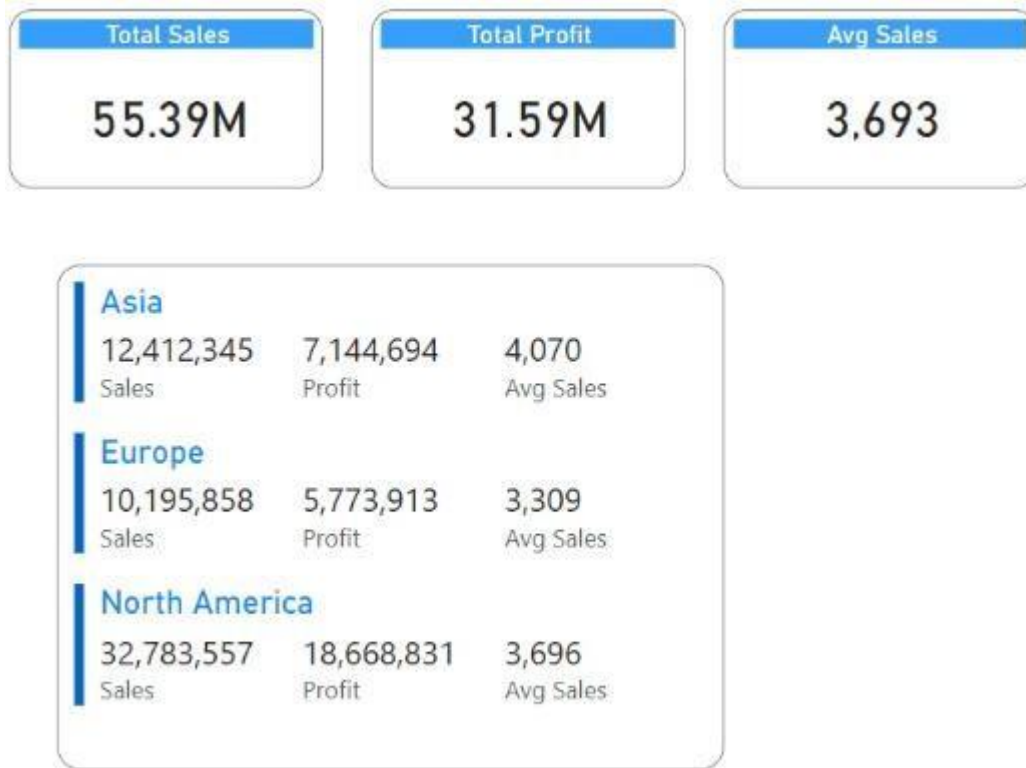 Total Sales Total Profit Avg Sales
55.39M 31.59M 3,693
Asia
12,412,345 7,144,694 4,070
Sales Profit Avg Sales
Europe
10,195,858 5,773,913 3,309
Sales Profit Avg Sales
North America
32,783,557 18,668,831 3,696
Sales Profit Avg Sales